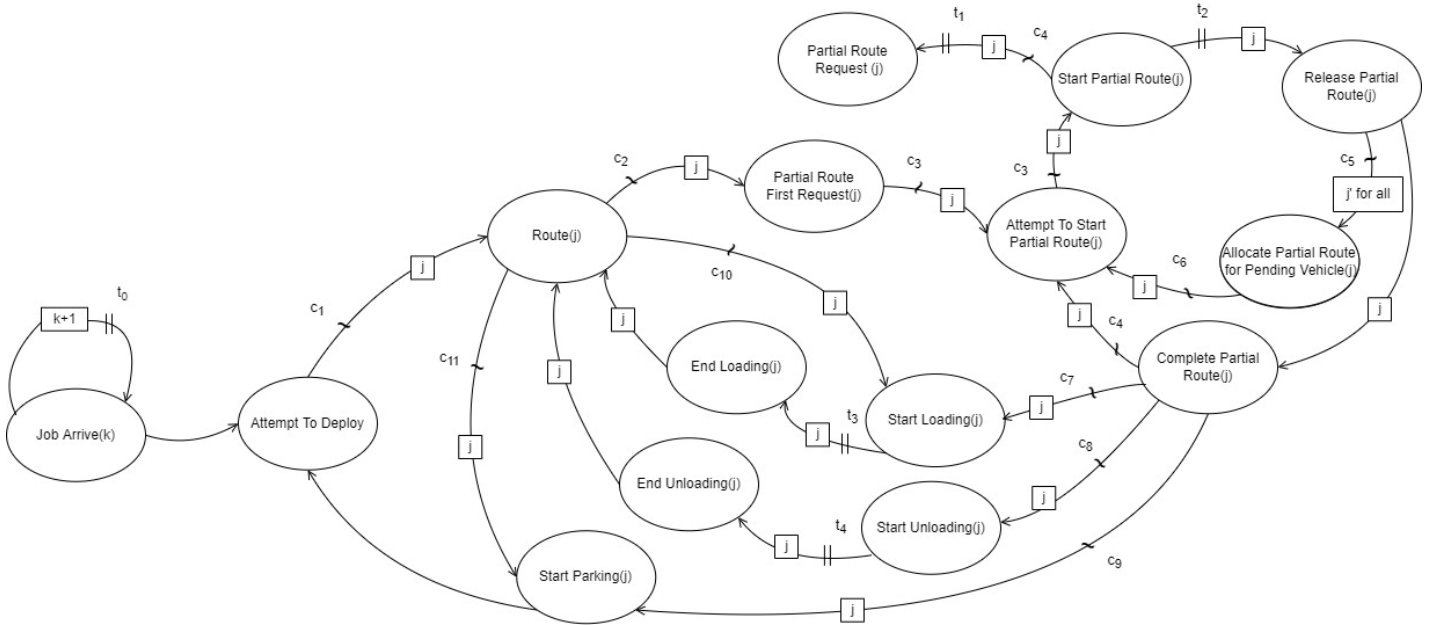 t1
c4
t2
j
j
Partial Route
Request (j)
Start Partial Route(j)
Release Partial
Route(j)
j
c5
c2
c3
c3
j
j' for all
Partial Route
First Request(j)
j
Route(j)
Attempt To Start
Partial Route(j)
Allocate Partial Route
for Pending Vehicle(j)
c6
j
c10
j
t0
k+1
c1
j
j
j
c4
j
c11
End Loading(j)
Complete Partial
Route(j)
j
c7
j
Job Arrive(k)
Attempt To Deploy
Start Loading(j)
t3
j
j
c8
End Unloading(j)
j
Start Unloading(j)
t4
j
c9
Start Parking(j)
j